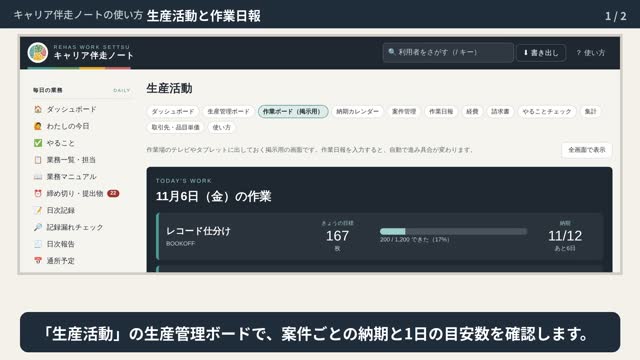 キャリア伴走ノートの使い方 生産活動と作業日報
1 / 2
REHAS WORK SETTSU
キャリア伴走ノート
利用者をさがす（/ キー）
書き出し
? 使い方
毎日の業務 DAILY
ダッシュボード
わたしの今日
やること
業務一覧・担当
業務マニュアル
締め切り・提出物 22
日次記録
記録漏れチェック
日次報告
通所予定
生産活動
ダッシュボード 生産管理ボード 作業ボード（掲示用） 納期カレンダー 案件管理 作業日報 経費 請求書 やることチェック 集計
取引先・品目単価 使い方
作業場のテレビやタブレットに出しておく掲示用の画面です。作業日報を入力すると、自動で進み具合が変わります。
全画面で表示
TODAY'S WORK
11月6日（金）の作業
レコード仕分け
BOOKOFF
きょうの目標
167
枚
200 / 1,200 できた（17%）
納期
11/12
あと6日
「生産活動」の生産管理ボードで、案件ごとの納期と1日の目安数を確認します。